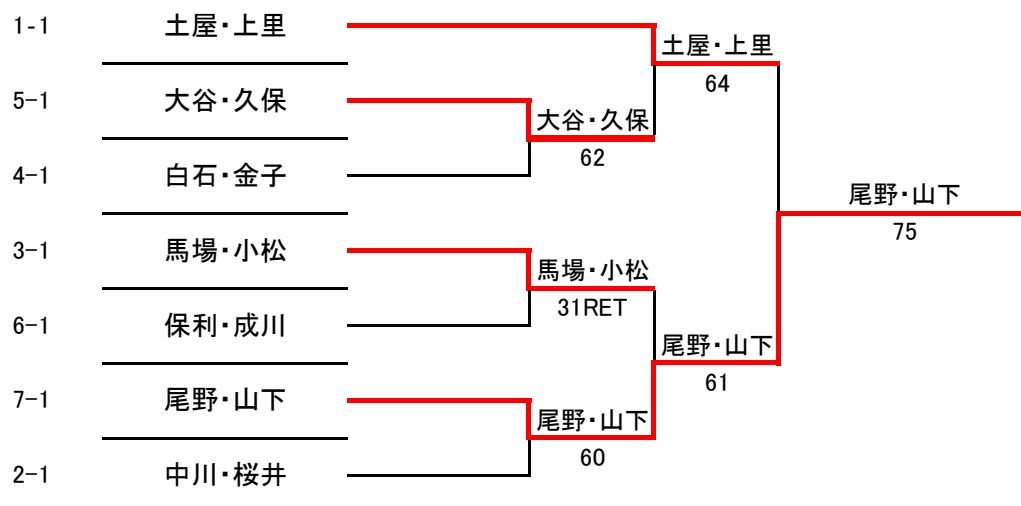 1-1 土屋・上里
土屋・上里
64
5-1 大谷・久保
大谷・久保
62
4-1 白石・金子
尾野・山下
75
3-1 馬場・小松
馬場・小松
31RET
6-1 保利・成川
尾野・山下
61
7-1 尾野・山下
尾野・山下
60
2-1 中川・桜井